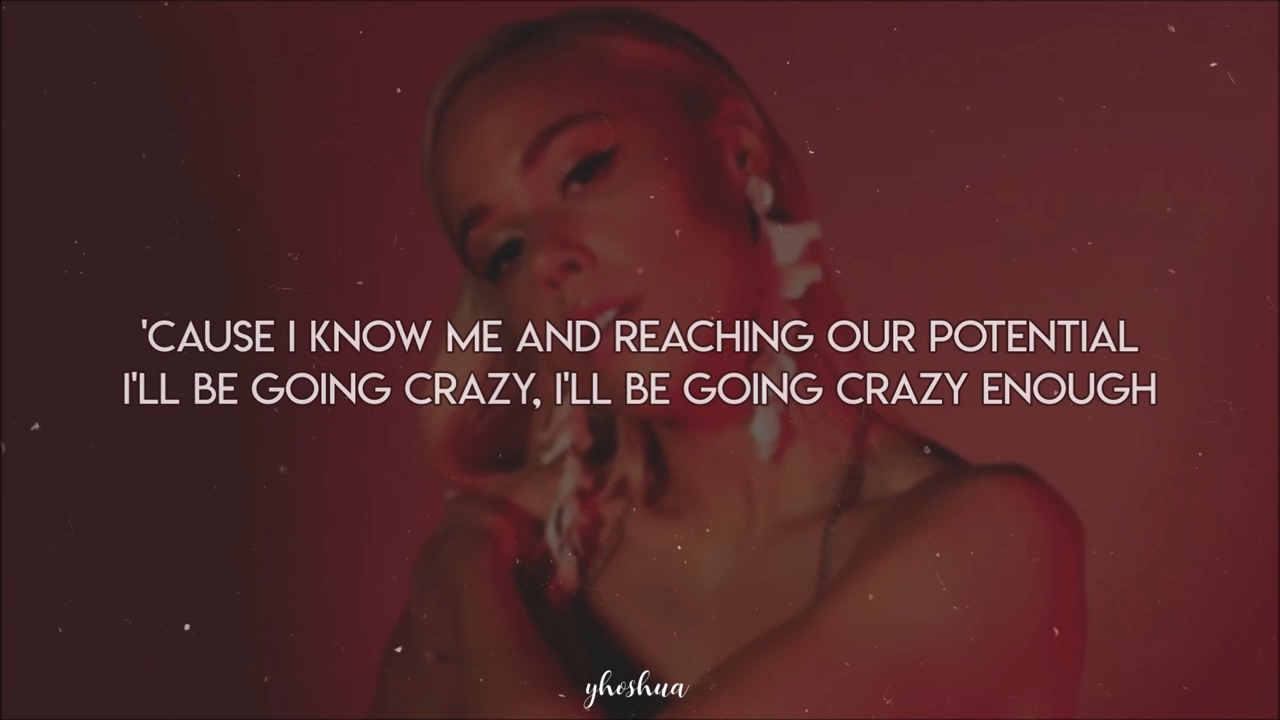 'CAUSE I KNOW ME AND REACHING OUR POTENTIAL
I'LL BE GOING CRAZY, I'LL BE GOING CRAZY ENOUGH
yhoshua